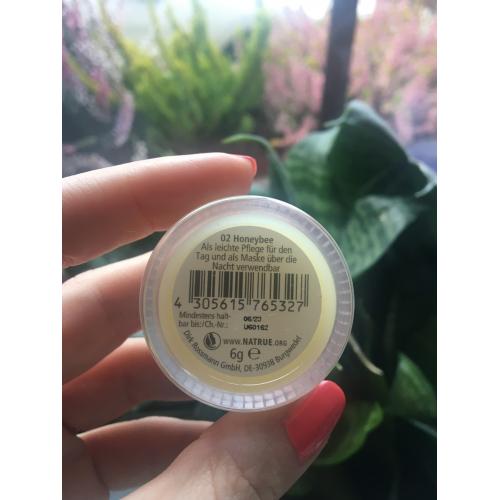 02 Honeybee
Als leichte Pflege für den
Tag und als Maske über die
Nacht verwendbar
4 305615 765327
Mindestens halt-
bar bis:/Ch.-Nr.:
06/23
U60162
WWW.NATRUE.ORG
6g ℮
Dirk Rossmann GmbH, DE-30938 Burgwedel